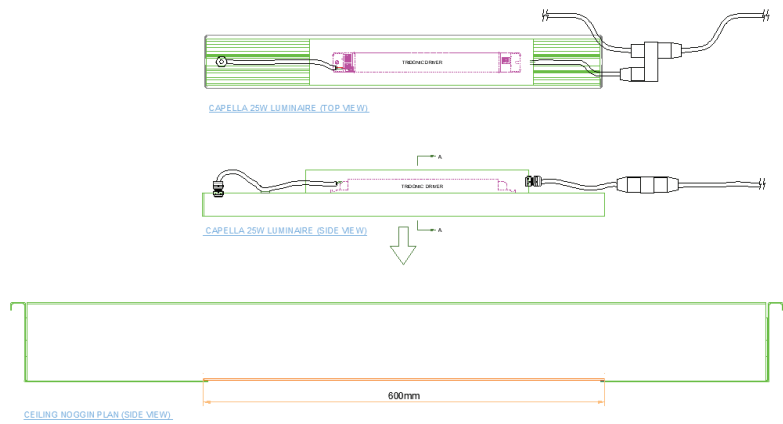 TRIDONIC DRIVER
CAPELLA 25W LUMINAIRE (TOP VIEW)
A
TRIDONIC DRIVER
A
CAPELLA 25W LUMINAIRE (SIDE VIEW)
600mm
CEILING NOGGIN PLAN (SIDE VIEW)